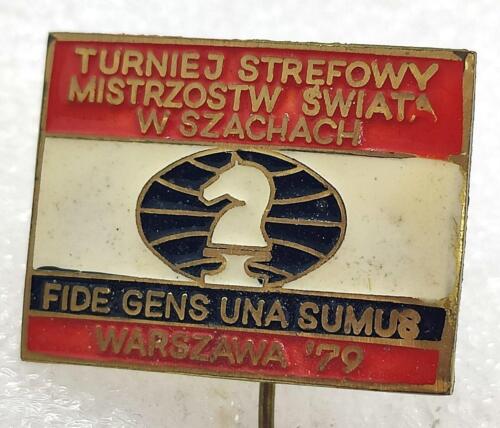 TURNIEJ STREFOWY
MISTRZOSTW ŚWIATA
W SZACHACH
FIDE GENS UNA SUMUS
WARSZAWA '79